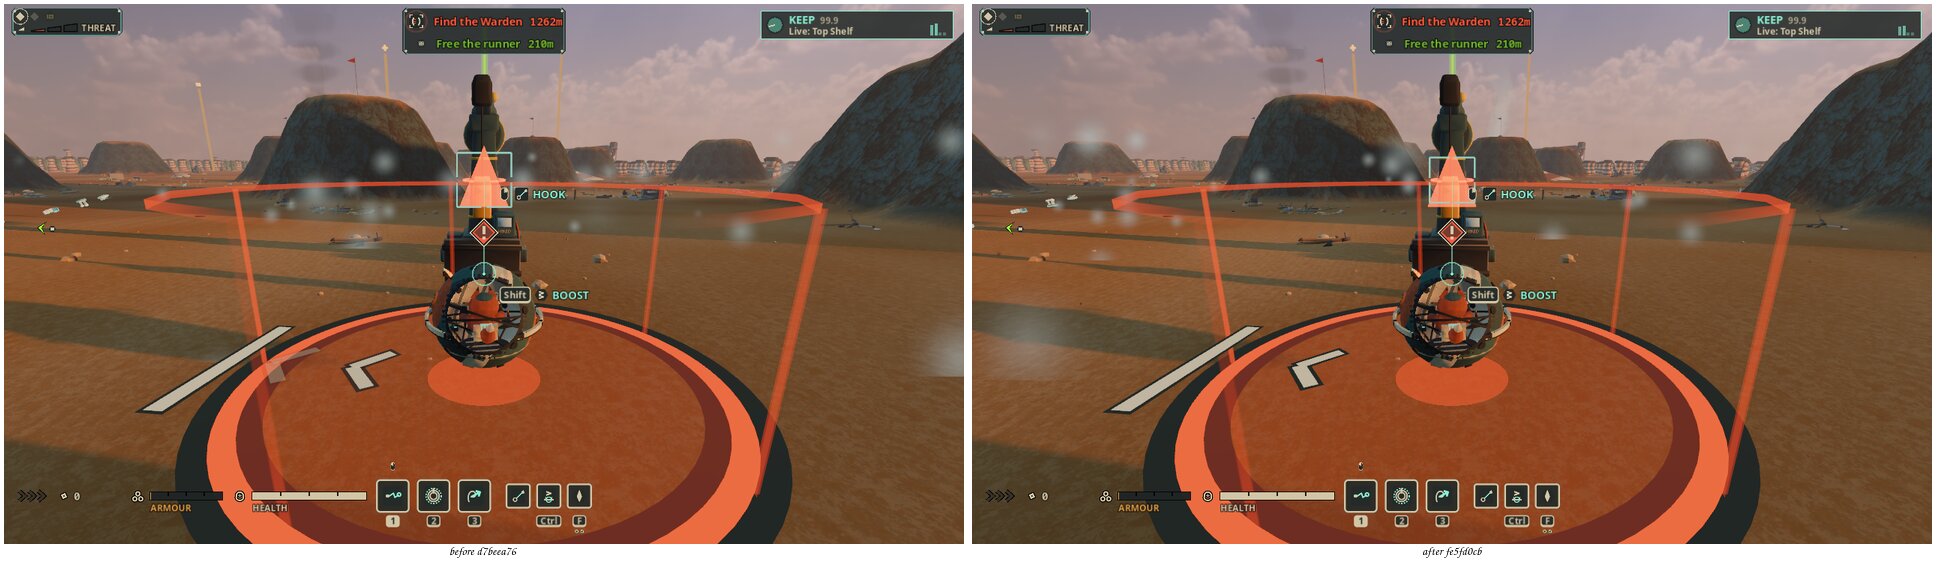 THREAT
Find the Warden 1262m
Free the runner 210m
KEEP 99.9
Live: Top Shelf
HOOK
Shift BOOST
0
ARMOUR
HEALTH
1 2 3 Ctrl F
before d7beea76
THREAT
Find the Warden 1262m
Free the runner 210m
KEEP 99.9
Live: Top Shelf
HOOK
Shift BOOST
0
ARMOUR
HEALTH
1 2 3 Ctrl F
after fe5fd0cb